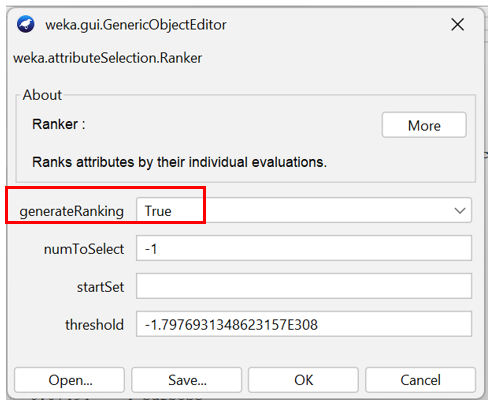 weka.gui.GenericObjectEditor
weka.attributeSelection.Ranker
About
Ranker :
More
Ranks attributes by their individual evaluations.
generateRanking True
numToSelect -1
startSet
threshold -1.7976931348623157E308
Open... Save... OK Cancel